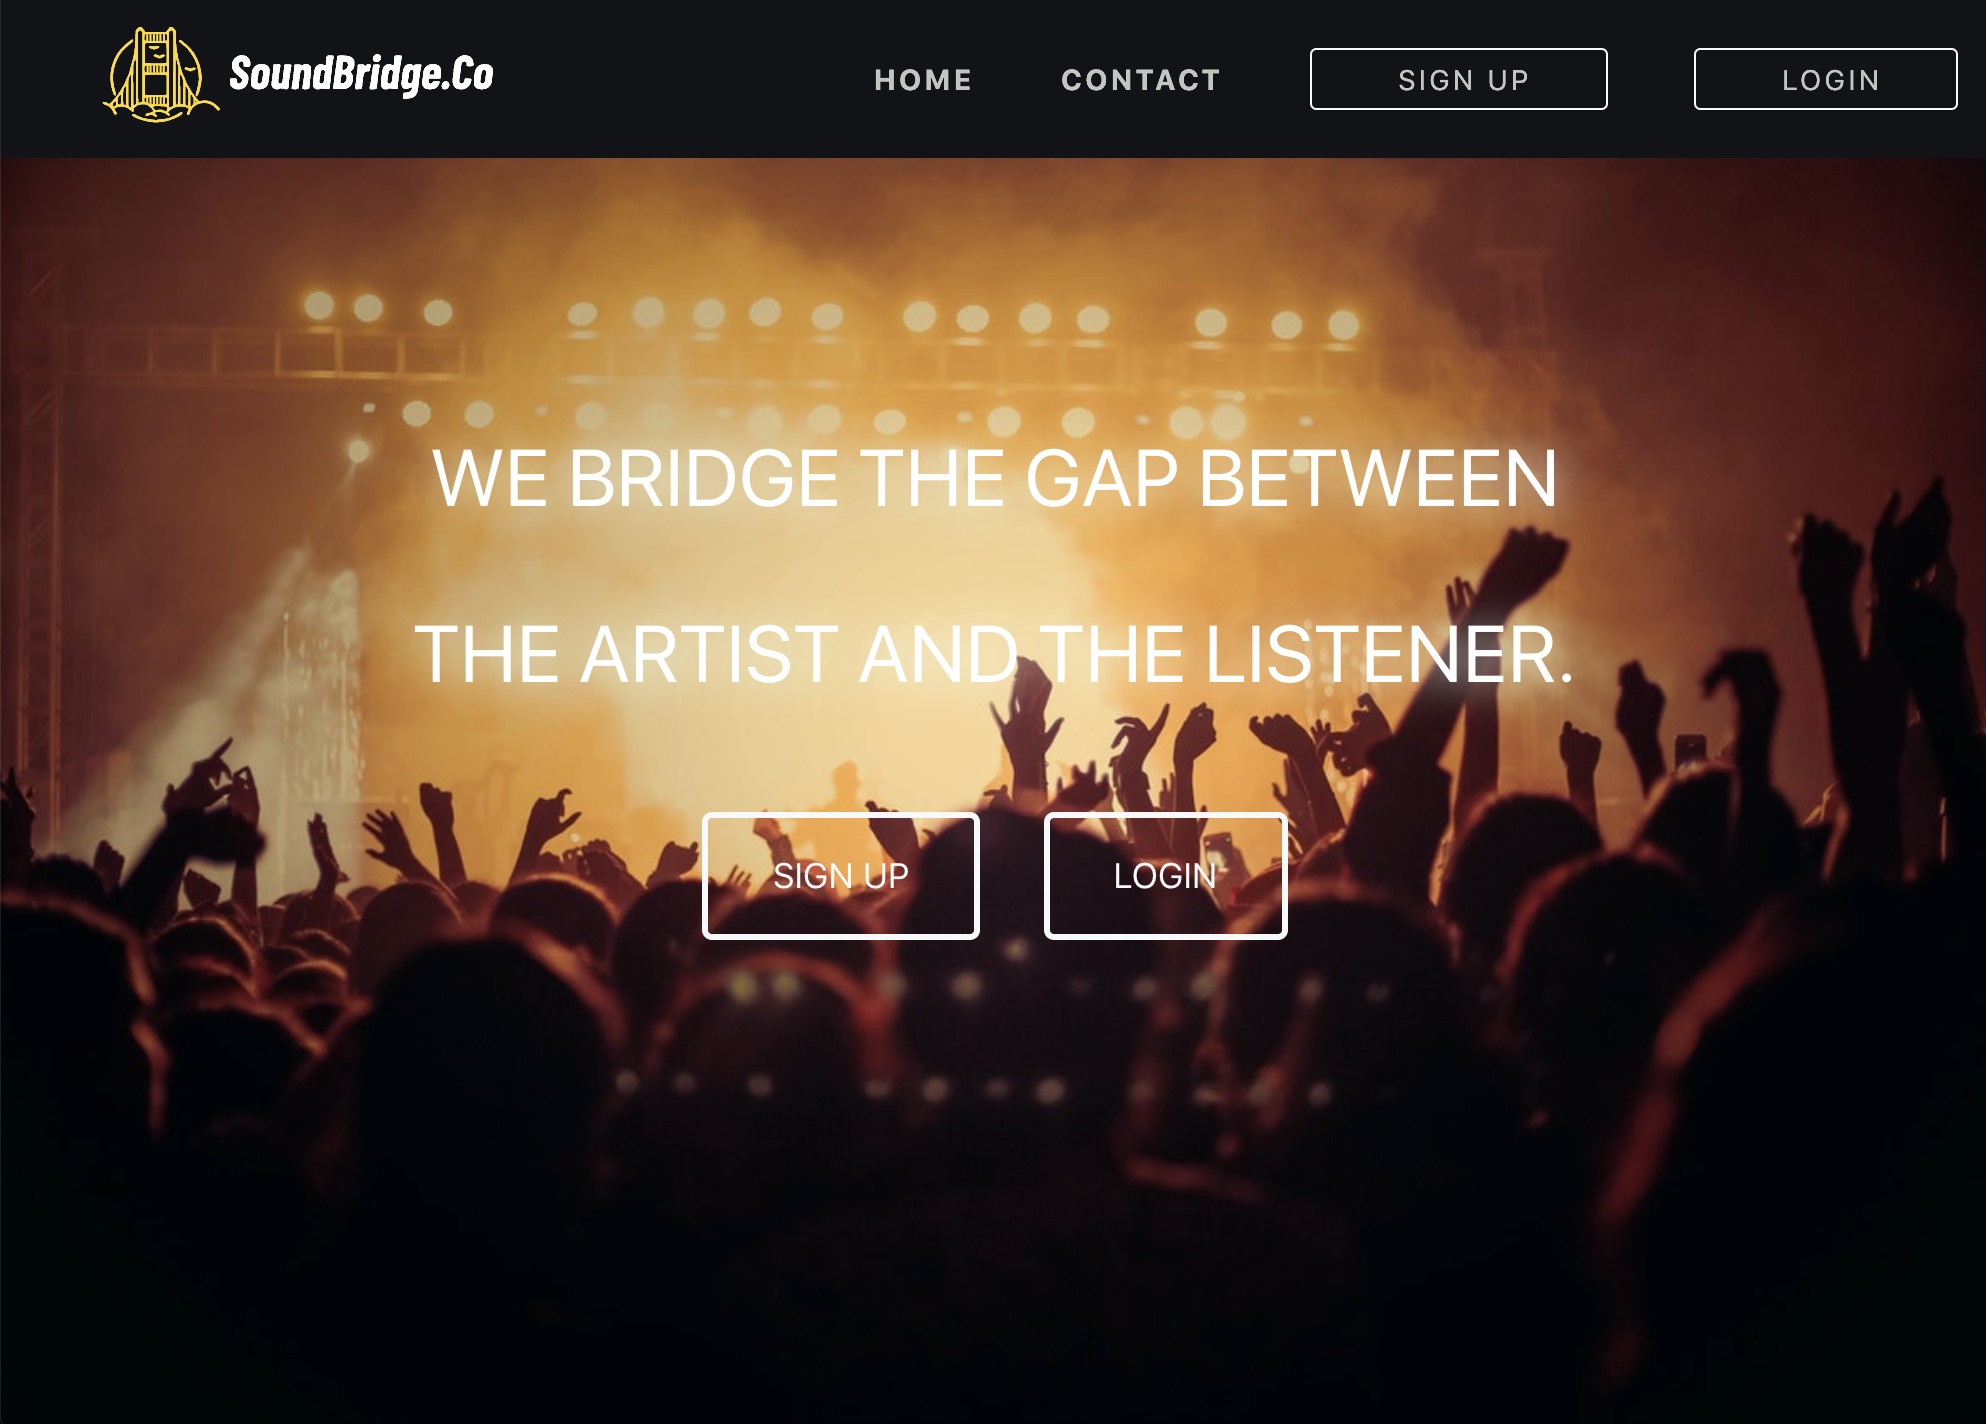 SoundBridge.Co
HOME CONTACT SIGN UP LOGIN
WE BRIDGE THE GAP BETWEEN
THE ARTIST AND THE LISTENER.
SIGN UP LOGIN